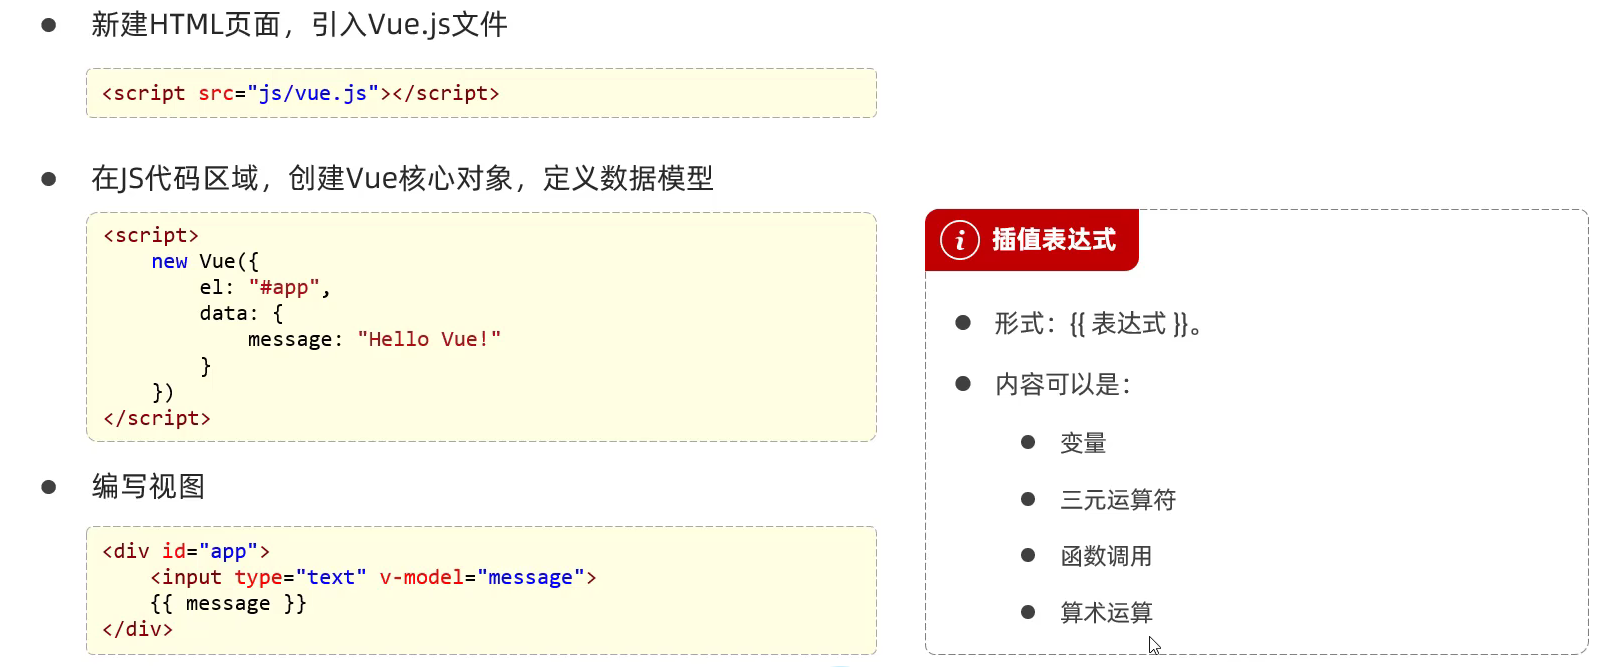 新建HTML页面，引入Vue.js文件
<script src="js/vue.js"></script>
在JS代码区域，创建Vue核心对象，定义数据模型
<script>
    new Vue({
        el: "#app",
        data: {
            message: "Hello Vue!"
        }
    })
</script>
编写视图
<div id="app">
    <input type="text" v-model="message">
    {{ message }}
</div>
插值表达式
形式：{{ 表达式 }}。
内容可以是：
变量
三元运算符
函数调用
算术运算